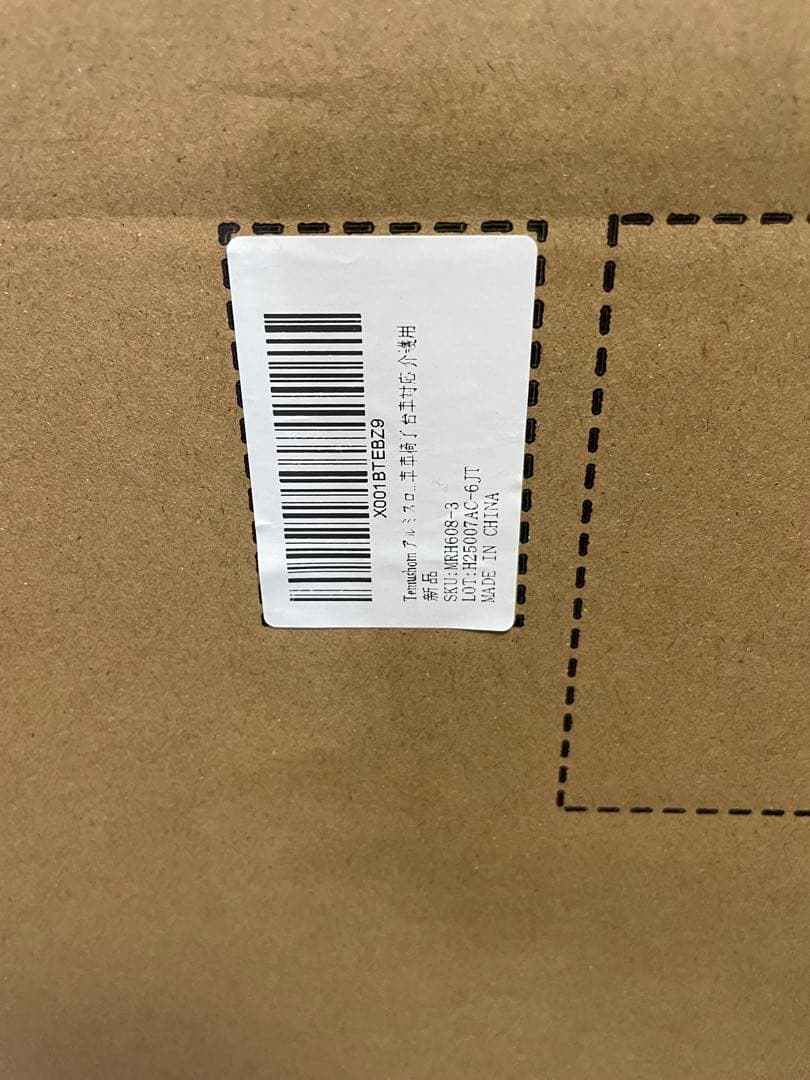 X001BTEBZ9
アルミスロ...車車椅子 台車対応 介護用
新品
SKU:MRH608-3
LOT:H25007AC-6JT
MADE IN CHINA